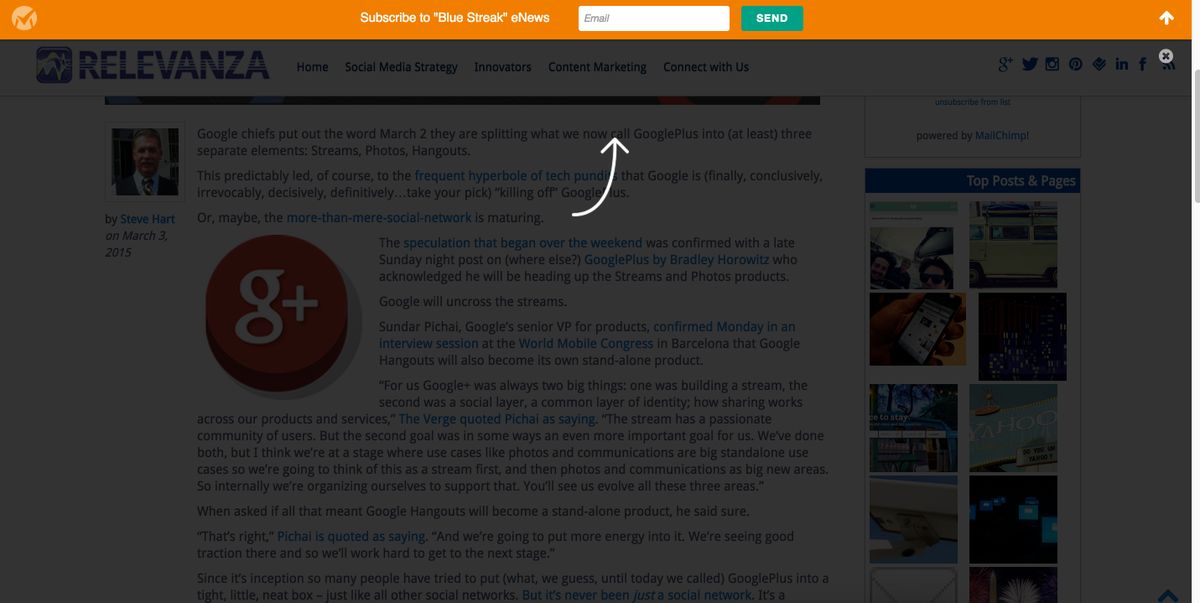 Subscribe to "Blue Streak" eNews
Email
SEND
RELEVANZA
Home Social Media Strategy Innovators Content Marketing Connect with Us
unsubscribe from list
powered by MailChimp!
Top Posts & Pages
by Steve Hart
on March 3,
2015
Google chiefs put out the word March 2 they are splitting what we now call GooglePlus into (at least) three
separate elements: Streams, Photos, Hangouts.
This predictably led, of course, to the frequent hyperbole of tech pundits that Google is (finally, conclusively,
irrevocably, decisively, definitively…take your pick) “killing off” GooglePlus.
Or, maybe, the more-than-mere-social-network is maturing.
The speculation that began over the weekend was confirmed with a late
Sunday night post on (where else?) GooglePlus by Bradley Horowitz who
acknowledged he will be heading up the Streams and Photos products.
g+
Google will uncross the streams.
Sundar Pichai, Google’s senior VP for products, confirmed Monday in an
interview session at the World Mobile Congress in Barcelona that Google
Hangouts will also become its own stand-alone product.
“For us Google+ was always two big things: one was building a stream, the
second was a social layer, a common layer of identity; how sharing works
across our products and services,” The Verge quoted Pichai as saying. “The stream has a passionate
community of users. But the second goal was in some ways an even more important goal for us. We’ve done
both, but I think we’re at a stage where use cases like photos and communications are big standalone use
cases so we’re going to think of this as a stream first, and then photos and communications as big new areas.
So internally we’re organizing ourselves to support that. You’ll see us evolve all these three areas.”
When asked if all that meant Google Hangouts will become a stand-alone product, he said sure.
“That’s right,” Pichai is quoted as saying. “And we’re going to put more energy into it. We’re seeing good
traction there and so we’ll work hard to get to the next stage.”
Since it’s inception so many people have tried to put (what, we guess, until today we called) GooglePlus into a
tight, little, neat box – just like all other social networks. But it’s never been just a social network. It’s a
ce to stay.
YAHOO
DO YOU
YAHOO?